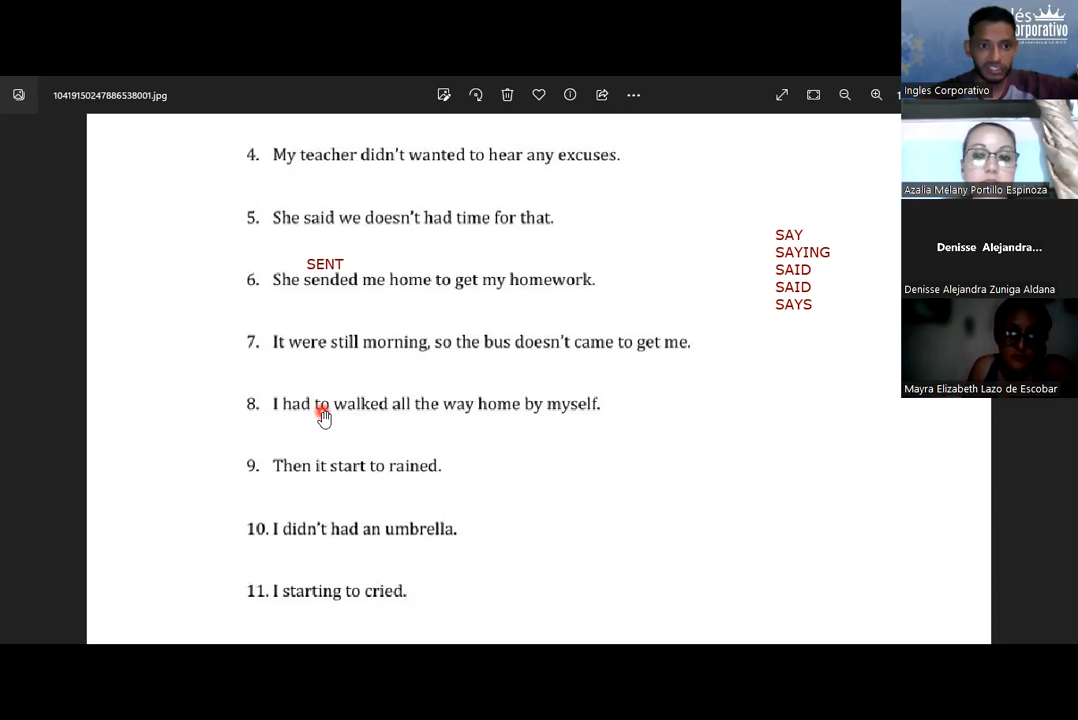 10419150247886538001.jpg
4. My teacher didn't wanted to hear any excuses.
5. She said we doesn't had time for that.
SENT
6. She sended me home to get my homework.
7. It were still morning, so the bus doesn't came to get me.
8. I had to walked all the way home by myself.
9. Then it start to rained.
10. I didn't had an umbrella.
11. I starting to cried.
SAY
SAYING
SAID
SAID
SAYS
Ingles Corporativo
Azalia Melany Portillo Espinoza
Denisse Alejandra...
Denisse Alejandra Zuniga Aldana
Mayra Elizabeth Lazo de Escobar